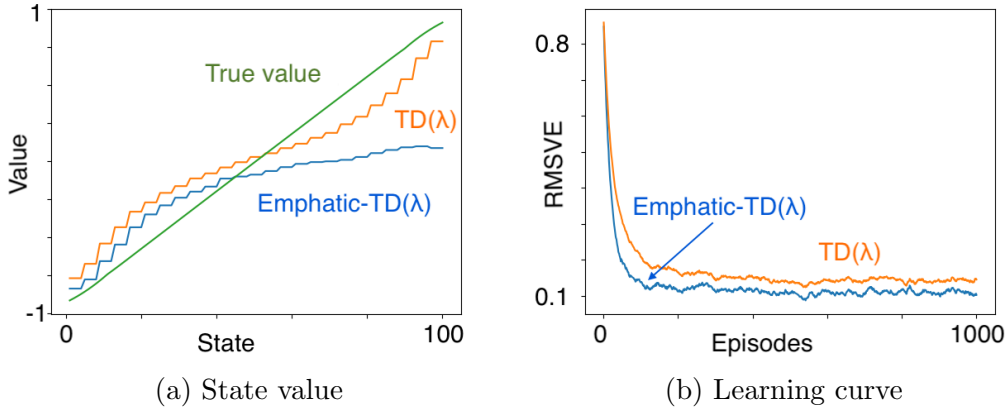 1
True value
TD(λ)
Emphatic-TD(λ)
Value
-1
0
State
100
(a) State value
0.8
Emphatic-TD(λ)
TD(λ)
RMSVE
0.1
0
Episodes
1000
(b) Learning curve